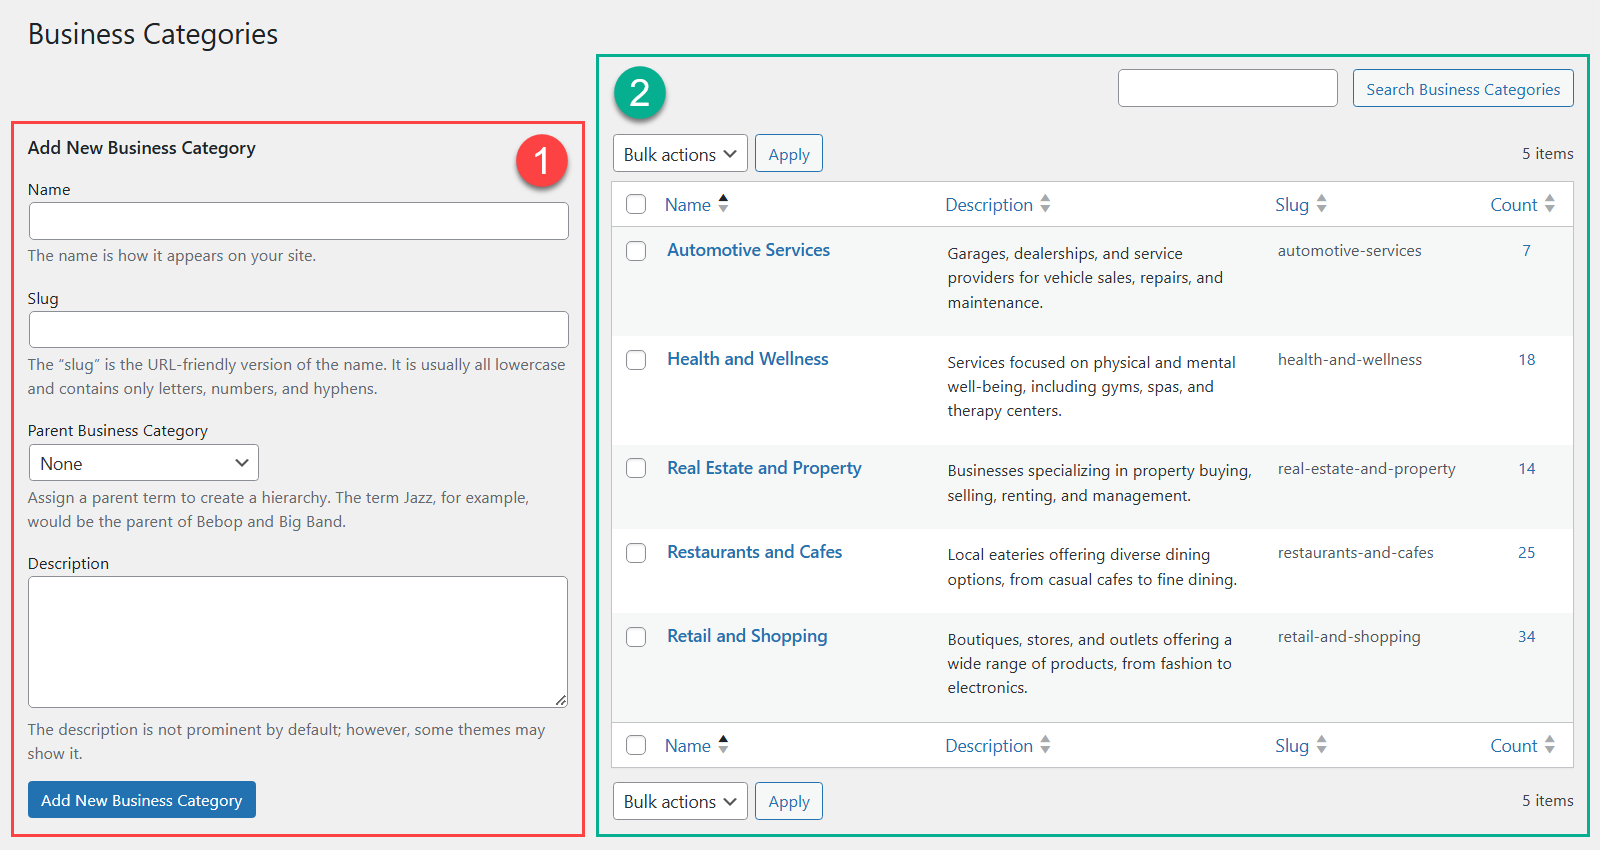 Business Categories
1
Add New Business Category
Name
The name is how it appears on your site.
Slug
The “slug” is the URL-friendly version of the name. It is usually all lowercase
and contains only letters, numbers, and hyphens.
Parent Business Category
None
Assign a parent term to create a hierarchy. The term Jazz, for example,
would be the parent of Bebop and Big Band.
Description
The description is not prominent by default; however, some themes may
show it.
Add New Business Category
2
Search Business Categories
Bulk actions Apply 5 items
Name Description Slug Count
Automotive Services
Garages, dealerships, and service
providers for vehicle sales, repairs, and
maintenance.
automotive-services
7
Health and Wellness
Services focused on physical and mental
well-being, including gyms, spas, and
therapy centers.
health-and-wellness
18
Real Estate and Property
Businesses specializing in property buying,
selling, renting, and management.
real-estate-and-property
14
Restaurants and Cafes
Local eateries offering diverse dining
options, from casual cafes to fine dining.
restaurants-and-cafes
25
Retail and Shopping
Boutiques, stores, and outlets offering a
wide range of products, from fashion to
electronics.
retail-and-shopping
34
Name Description Slug Count
Bulk actions Apply 5 items